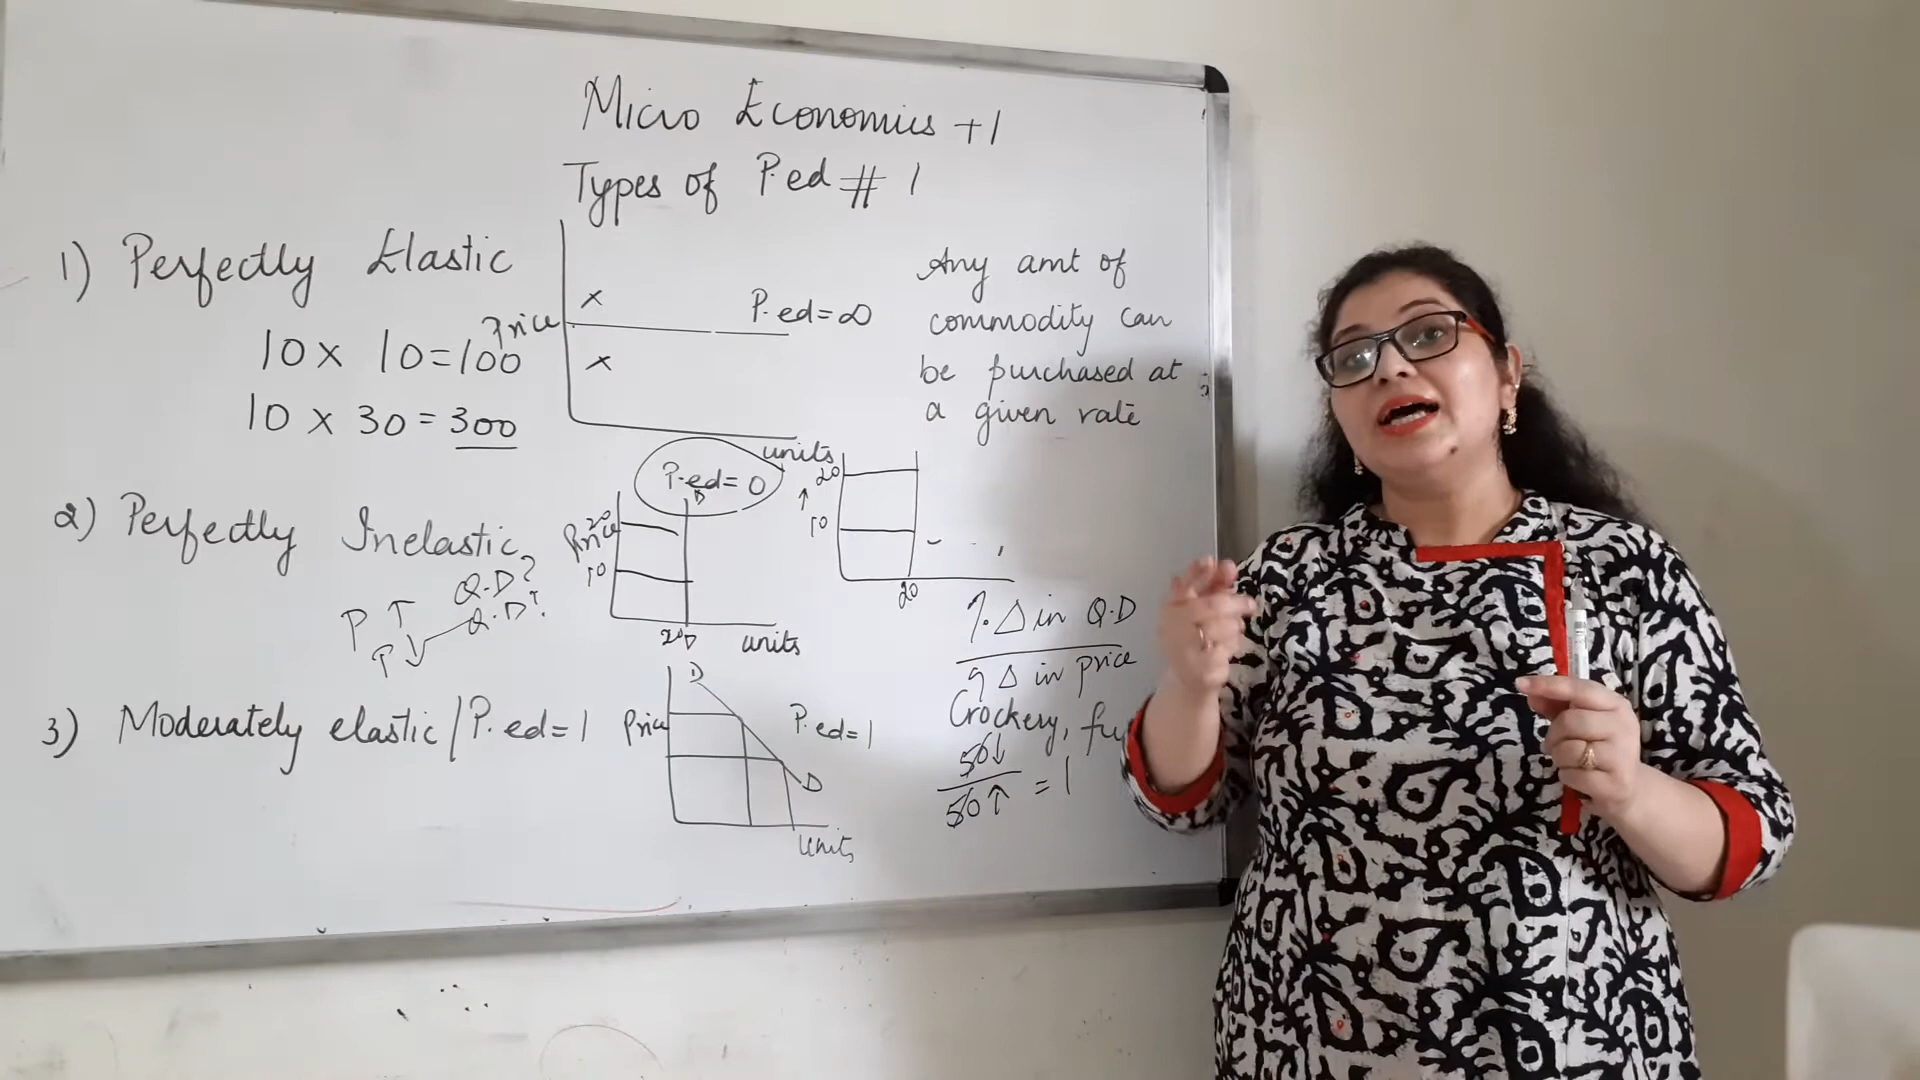 Micro Economics +1
Types of P.ed # 1
1) Perfectly Elastic
10 x 10 = 100
10 x 30 = 300
Price
x
x
P.ed = ∞
units
Any amt of
commodity can
be purchased at
a given rate
2) Perfectly Inelastic
P ↑ Q.D?
P ↓ Q.D?
P.ed = 0
D
Price
20
10
20
D
units
20
↑
10
20
% Δ in Q.D
% Δ in price
3) Moderately elastic / P.ed = 1
Price
D
D
P.ed = 1
units
Crockery,
50↓
50↑ = 1